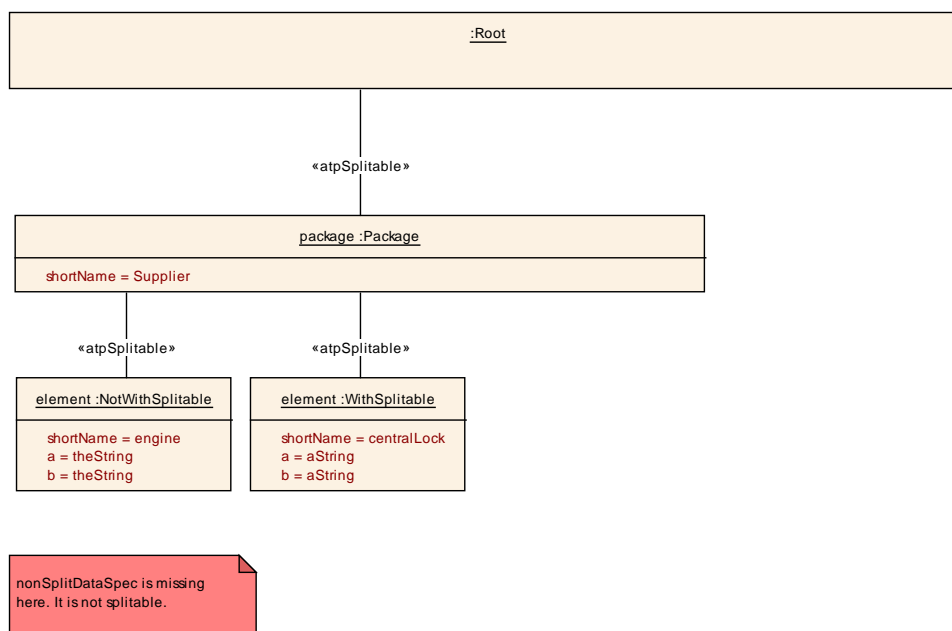 :Root
«atpSplitable»
package :Package
shortName = Supplier
«atpSplitable»
«atpSplitable»
element :NotWithSplitable
shortName = engine
a = theString
b = theString
element :WithSplitable
shortName = centralLock
a = aString
b = aString
nonSplitDataSpec is missing
here. It is not splitable.